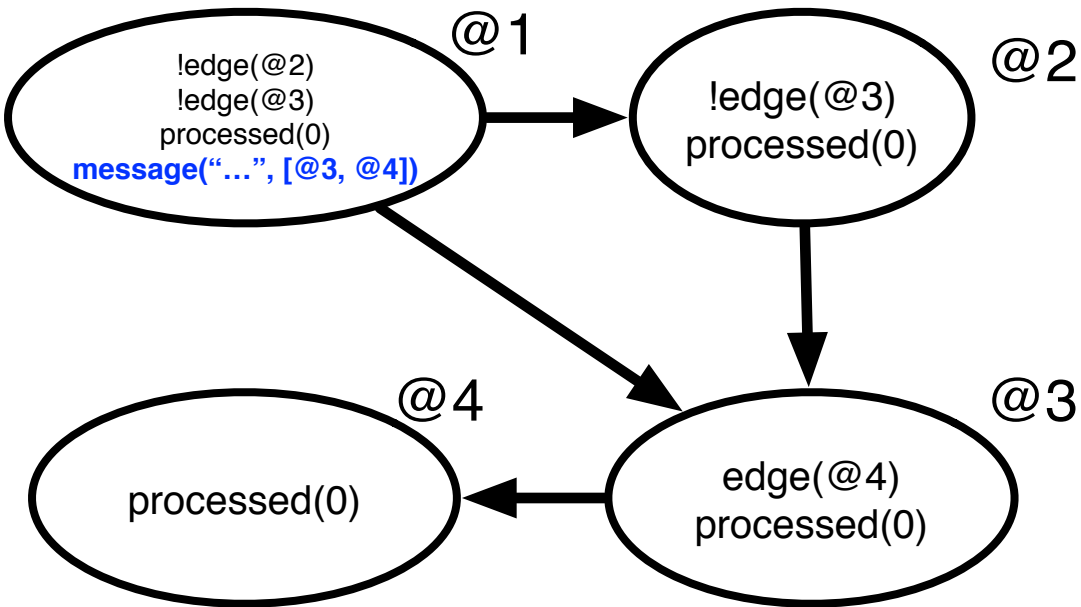 @1
!edge(@2)
!edge(@3)
processed(0)
message(“…”, [@3, @4])
@2
!edge(@3)
processed(0)
@4
processed(0)
@3
edge(@4)
processed(0)